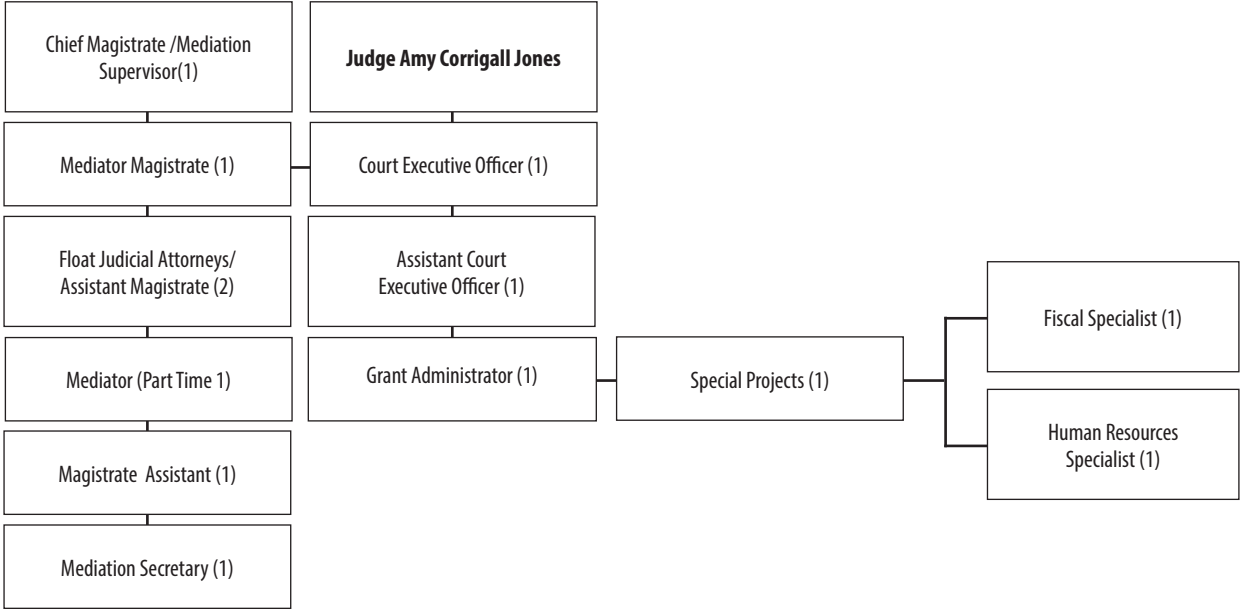 Chief Magistrate /Mediation
Supervisor(1)
Judge Amy Corrigall Jones
Mediator Magistrate (1)
Court Executive Officer (1)
Float Judicial Attorneys/
Assistant Magistrate (2)
Assistant Court
Executive Officer (1)
Mediator (Part Time 1)
Grant Administrator (1)
Special Projects (1)
Fiscal Specialist (1)
Human Resources
Specialist (1)
Magistrate  Assistant (1)
Mediation Secretary (1)